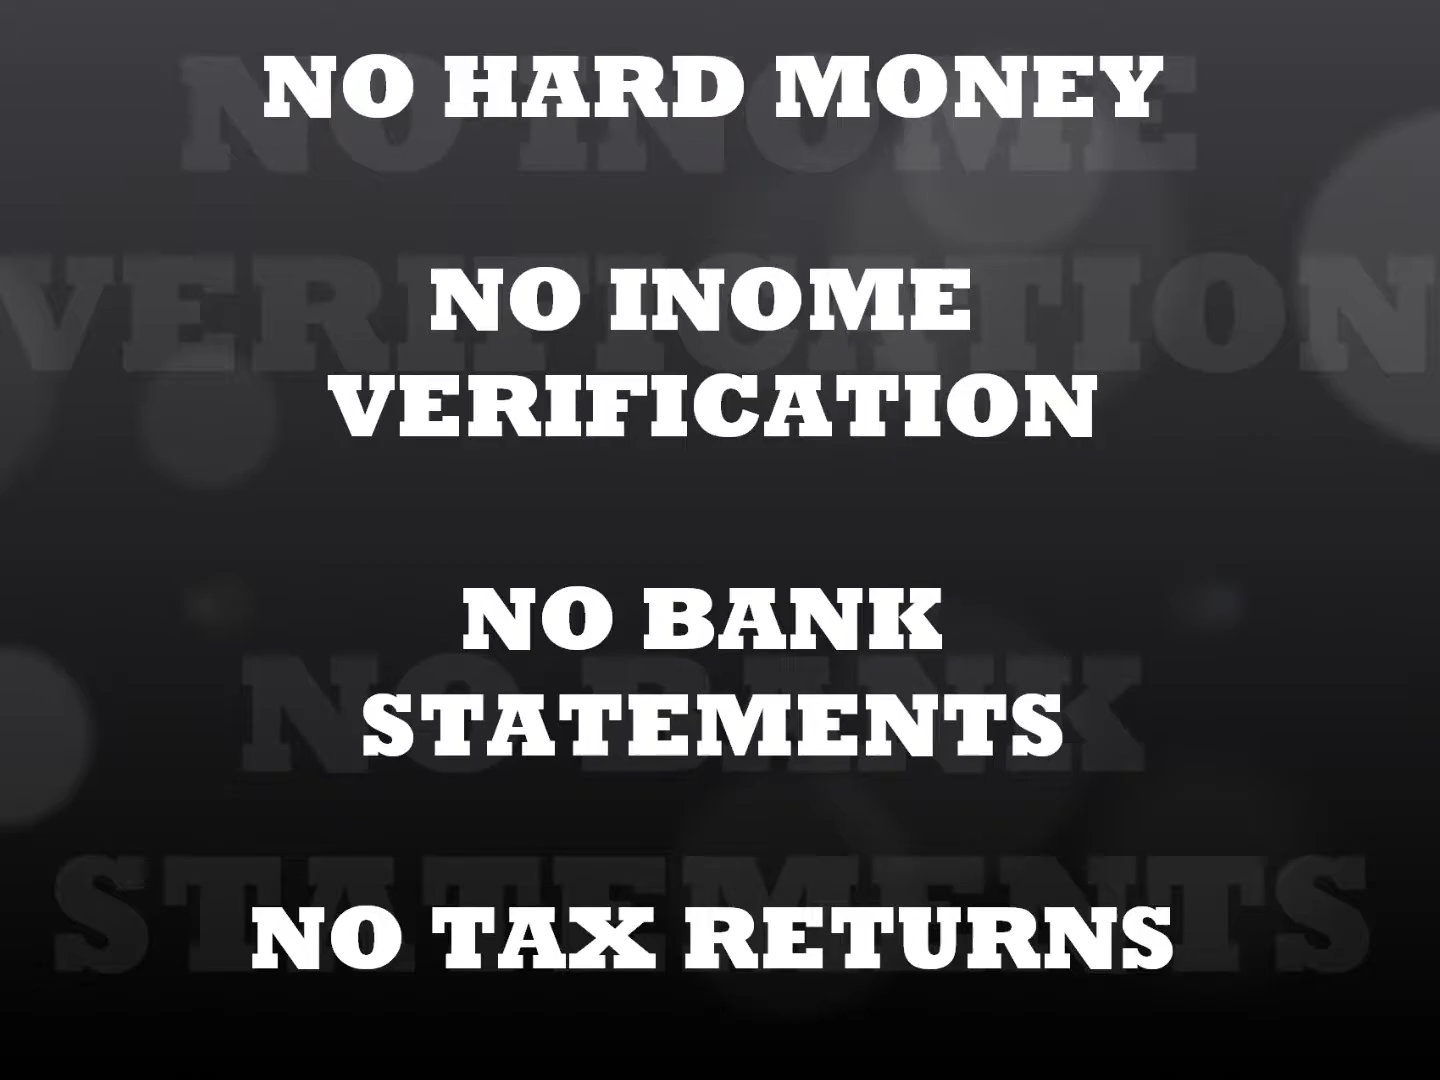 NO HARD MONEY
NO INOME
VERIFICATION
NO BANK
STATEMENTS
NO TAX RETURNS